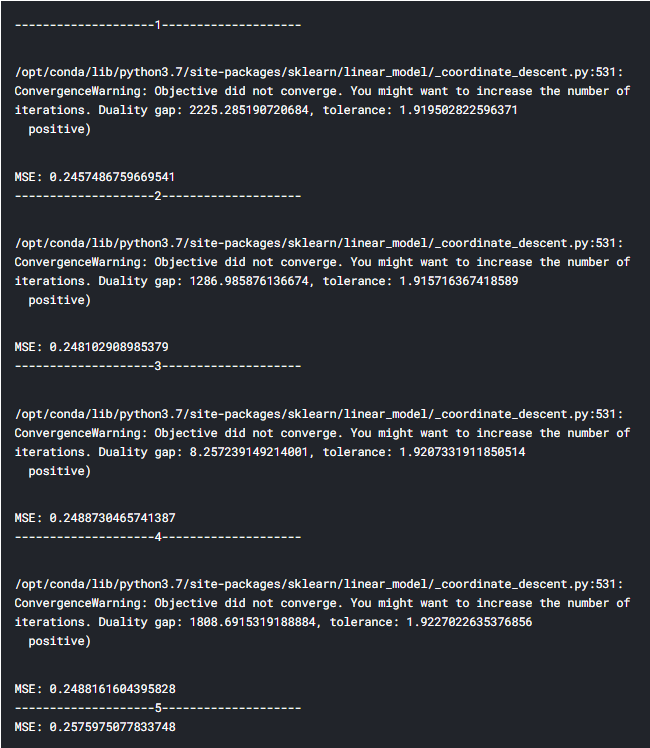 --------------------1--------------------
/opt/conda/lib/python3.7/site-packages/sklearn/linear_model/_coordinate_descent.py:531:
ConvergenceWarning: Objective did not converge. You might want to increase the number of
iterations. Duality gap: 2225.285190720684, tolerance: 1.919502822596371
  positive)
MSE: 0.2457486759669541
--------------------2--------------------
/opt/conda/lib/python3.7/site-packages/sklearn/linear_model/_coordinate_descent.py:531:
ConvergenceWarning: Objective did not converge. You might want to increase the number of
iterations. Duality gap: 1286.985876136674, tolerance: 1.915716367418589
  positive)
MSE: 0.248102908985379
--------------------3--------------------
/opt/conda/lib/python3.7/site-packages/sklearn/linear_model/_coordinate_descent.py:531:
ConvergenceWarning: Objective did not converge. You might want to increase the number of
iterations. Duality gap: 8.257239149214001, tolerance: 1.9207331911850514
  positive)
MSE: 0.2488730465741387
--------------------4--------------------
/opt/conda/lib/python3.7/site-packages/sklearn/linear_model/_coordinate_descent.py:531:
ConvergenceWarning: Objective did not converge. You might want to increase the number of
iterations. Duality gap: 1808.6915319188884, tolerance: 1.9227022635376856
  positive)
MSE: 0.2488161604395828
--------------------5--------------------
MSE: 0.2575975077833748